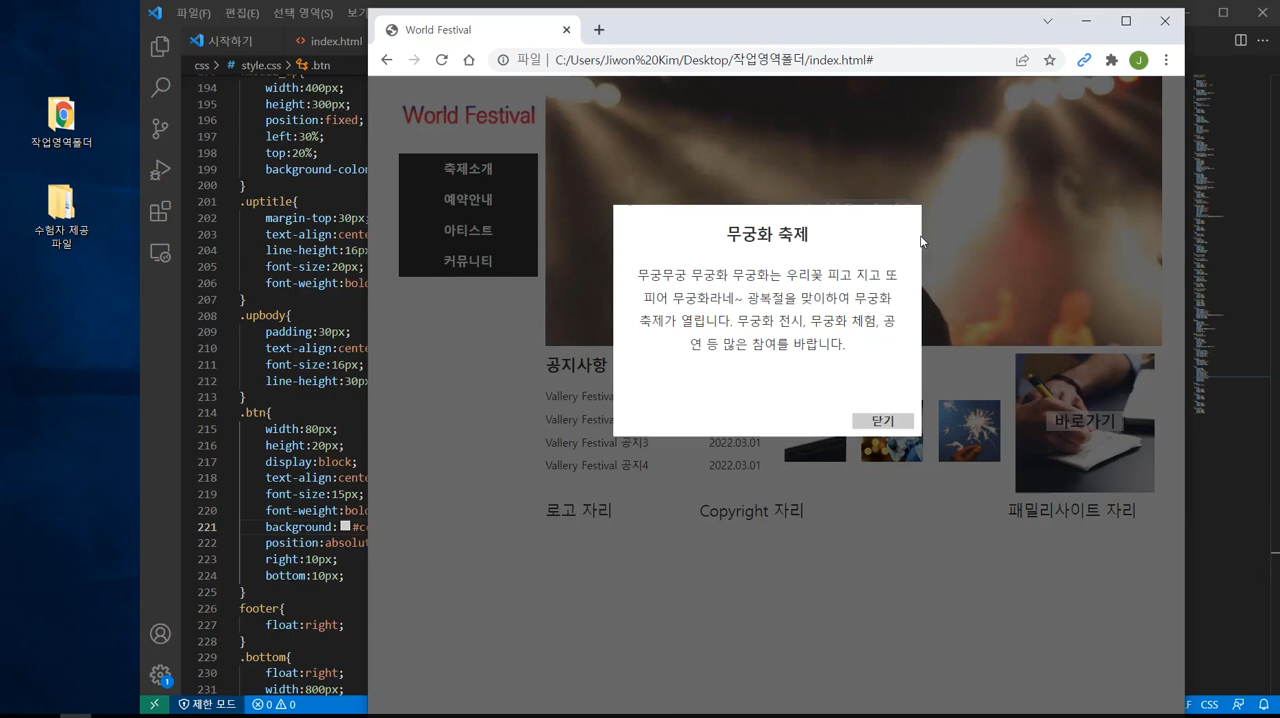 작업영역폴더
수험자 제공
파일
파일(F) 편집(E) 선택 영역(S) 보기
시작하기 index.html
css > # style.css > .btn
194 width:400px;
195 height:300px;
196 position:fixed;
197 left:30%;
198 top:20%;
199 background-color
200 }
201 .uptitle{
202 margin-top:30px;
203 text-align:cente
204 line-height:16px
205 font-size:20px;
206 font-weight:bold
207 }
208 .upbody{
209 padding:30px;
210 text-align:cente
211 font-size:16px;
212 line-height:30px
213 }
214 .btn{
215 width:80px;
216 height:20px;
217 display:block;
218 text-align:cente
219 font-size:15px;
220 font-weight:bold
221 background: #cc
222 position:absolut
223 right:10px;
224 bottom:10px;
225 }
226 footer{
227 float:right;
228 }
229 .bottom{
230 float:right;
231 width:800px;
제한 모드 0 0
CSS
World Festival
파일 | C:/Users/Jiwon%20Kim/Desktop/작업영역폴더/index.html#
J
World Festival
축제소개
예약안내
아티스트
커뮤니티
무궁화 축제
무궁무궁 무궁화 무궁화는 우리꽃 피고 지고 또
피어 무궁화라네~ 광복절을 맞이하여 무궁화
축제가 열립니다. 무궁화 전시, 무궁화 체험, 공
연 등 많은 참여를 바랍니다.
닫기
공지사항
Vallery Festiva
Vallery Festiva
Vallery Festival 공지3 2022.03.01
Vallery Festival 공지4 2022.03.01
바로가기
로고 자리 Copyright 자리 패밀리사이트 자리